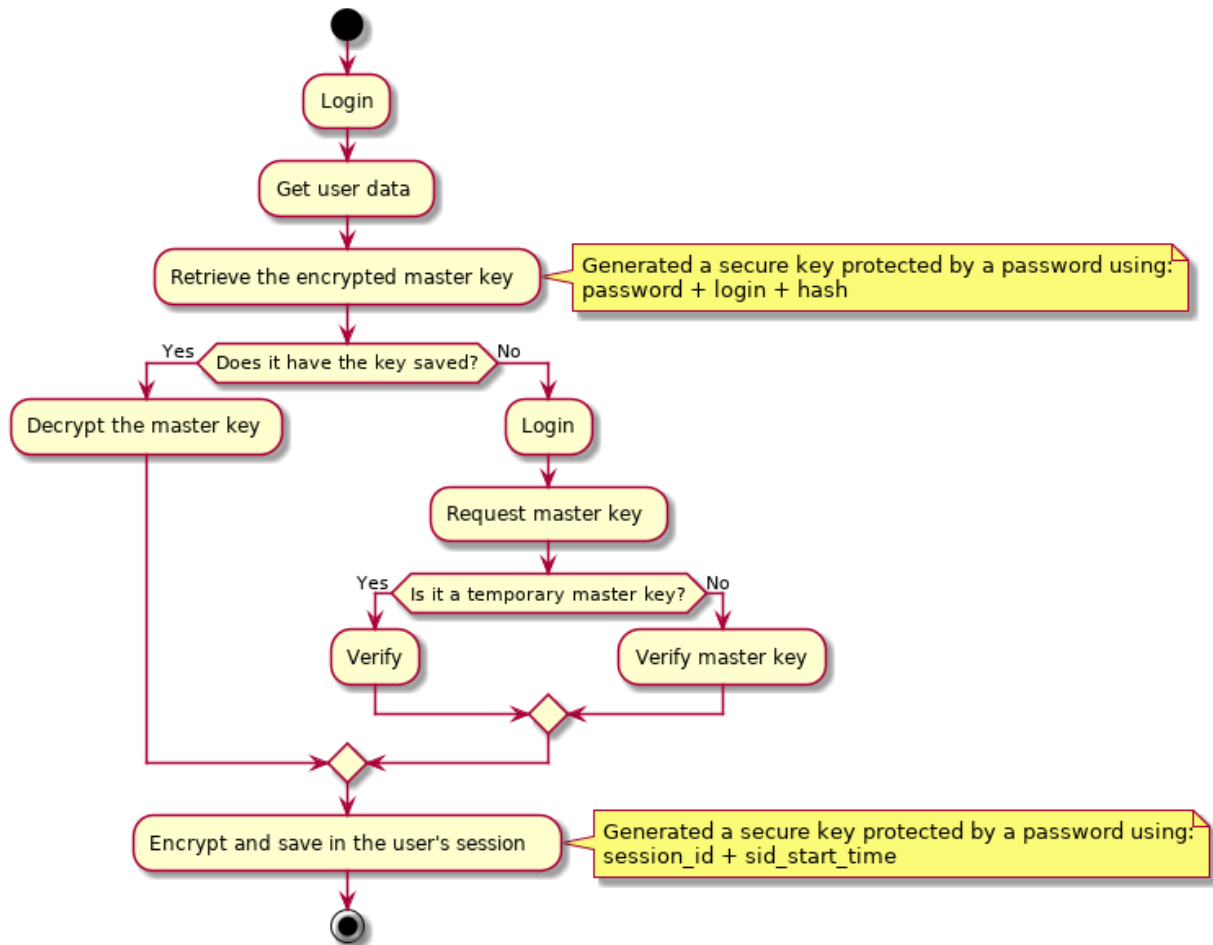 Login
Get user data
Retrieve the encrypted master key
Generated a secure key protected by a password using:
password + login + hash
Yes
Does it have the key saved?
No
Decrypt the master key
Login
Request master key
Yes
Is it a temporary master key?
No
Verify
Verify master key
Encrypt and save in the user's session
Generated a secure key protected by a password using:
session_id + sid_start_time